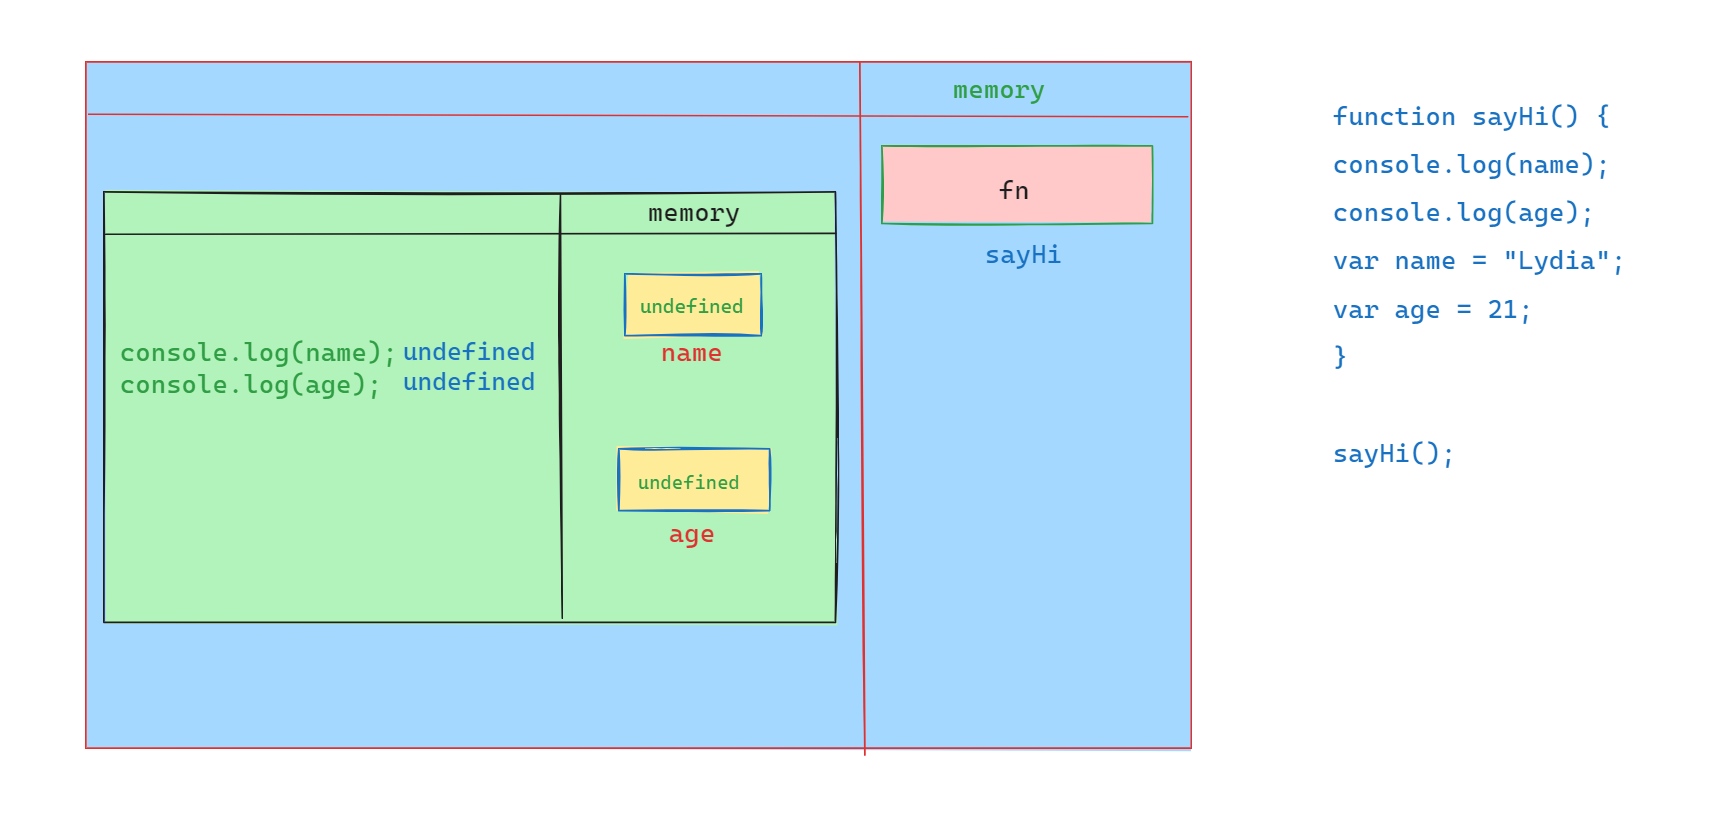 memory
fn
sayHi
memory
undefined
name
undefined
age
console.log(name); undefined
console.log(age); undefined
function sayHi() {
console.log(name);
console.log(age);
var name = "Lydia";
var age = 21;
}
sayHi();